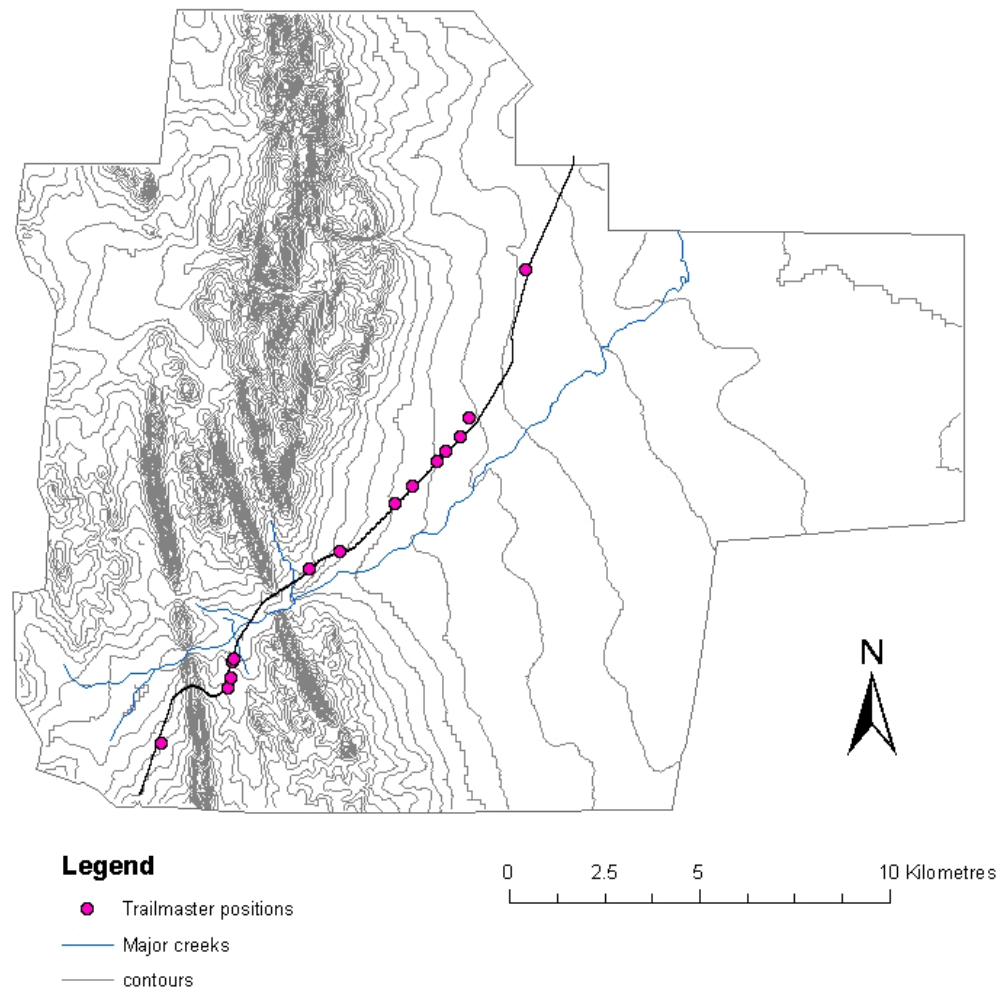 N
Legend
Trailmaster positions
Major creeks
contours
0 2.5 5 10 Kilometres